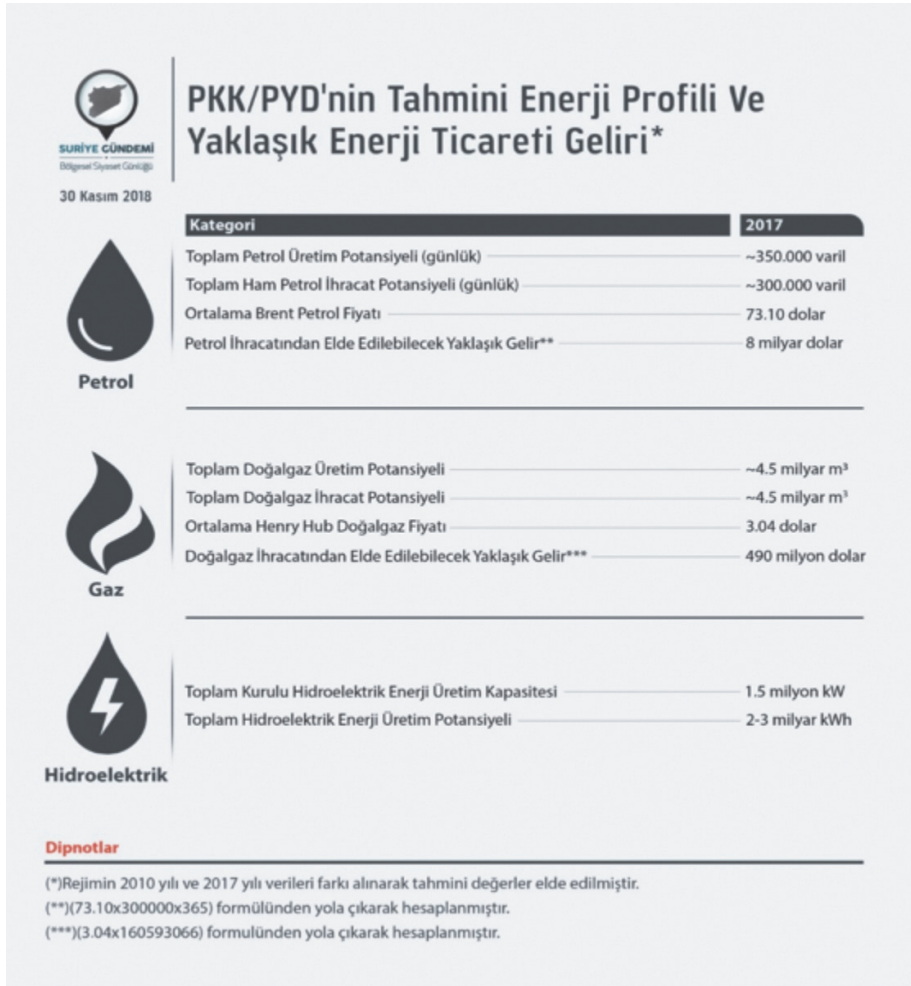 PKK/PYD'nin Tahmini Enerji Profili Ve
Yaklaşık Enerji Ticareti Geliri*
SURİYE GÜNDEMİ
Bölgesel Siyaset Günlüğü
30 Kasım 2018
Kategori 2017
Toplam Petrol Üretim Potansiyeli (günlük) ~350.000 varil
Toplam Ham Petrol İhracat Potansiyeli (günlük) ~300.000 varil
Ortalama Brent Petrol Fiyatı 73.10 dolar
Petrol İhracatından Elde Edilebilecek Yaklaşık Gelir** 8 milyar dolar
Petrol
Toplam Doğalgaz Üretim Potansiyeli ~4.5 milyar m³
Toplam Doğalgaz İhracat Potansiyeli ~4.5 milyar m³
Ortalama Henry Hub Doğalgaz Fiyatı 3.04 dolar
Doğalgaz İhracatından Elde Edilebilecek Yaklaşık Gelir*** 490 milyon dolar
Gaz
Toplam Kurulu Hidroelektrik Enerji Üretim Kapasitesi 1.5 milyon kW
Toplam Hidroelektrik Enerji Üretim Potansiyeli 2-3 milyar kWh
Hidroelektrik
Dipnotlar
(*)Rejimin 2010 yılı ve 2017 yılı verileri farkı alınarak tahmini değerler elde edilmiştir.
(**)(73.10x300000x365) formülünden yola çıkarak hesaplanmıştır.
(***)(3.04x160593066) formulünden yola çıkarak hesaplanmıştır.